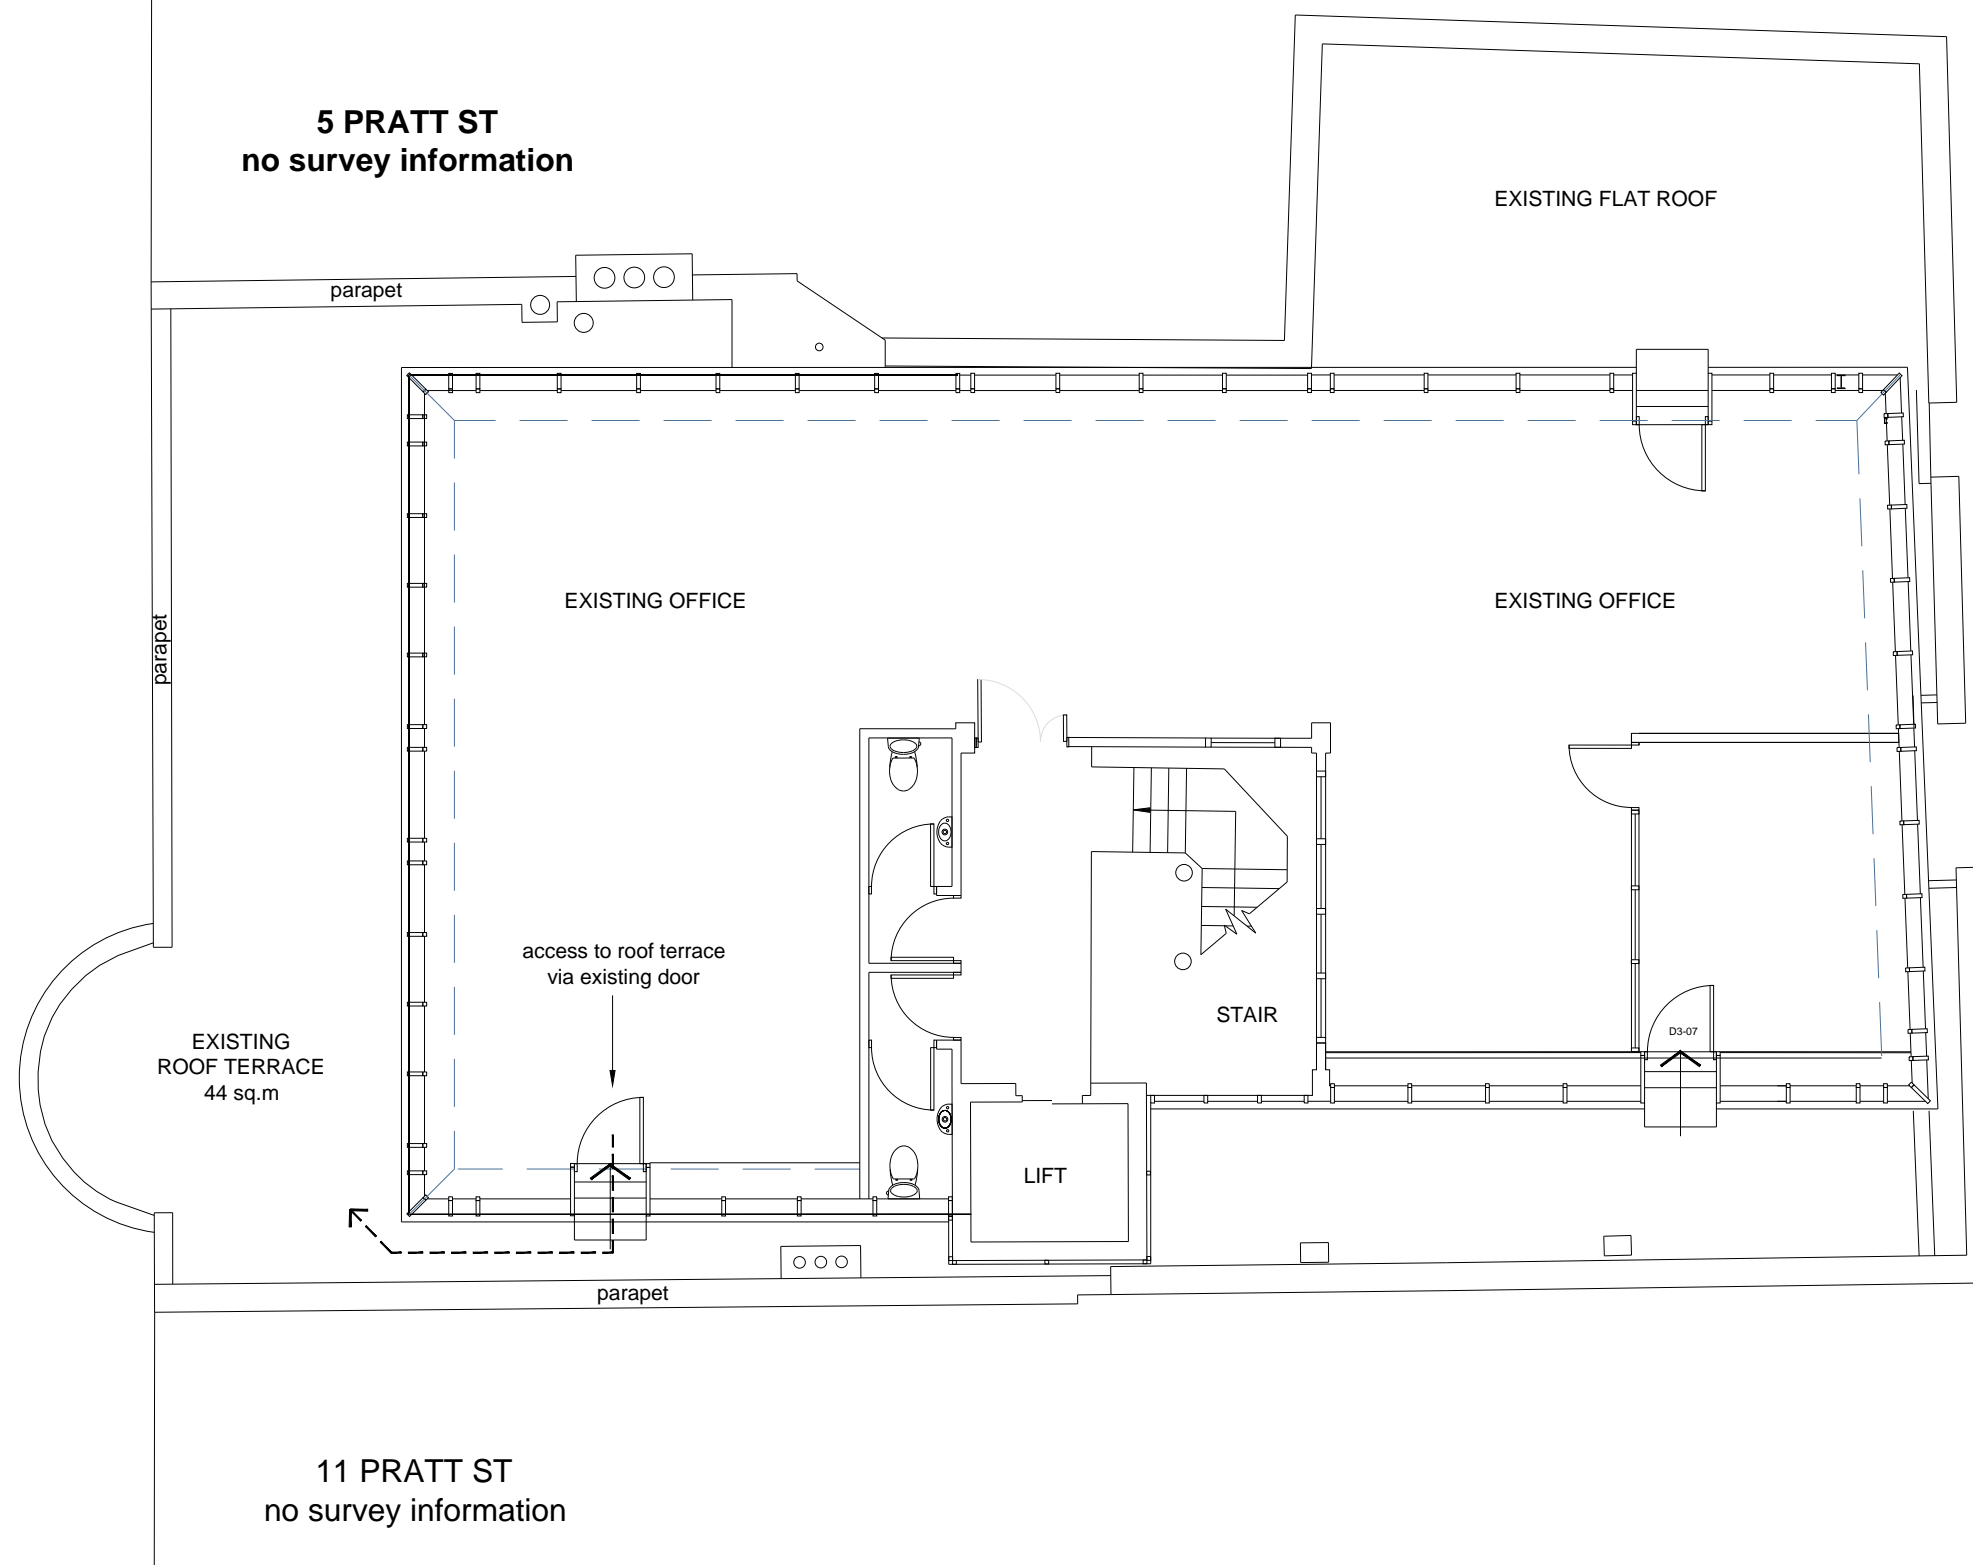 5 PRATT ST
no survey information
EXISTING FLAT ROOF
parapet
EXISTING OFFICE
EXISTING OFFICE
parapet
access to roof terrace
via existing door
STAIR
D3-07
EXISTING
ROOF TERRACE
44 sq.m
LIFT
parapet
11 PRATT ST
no survey information